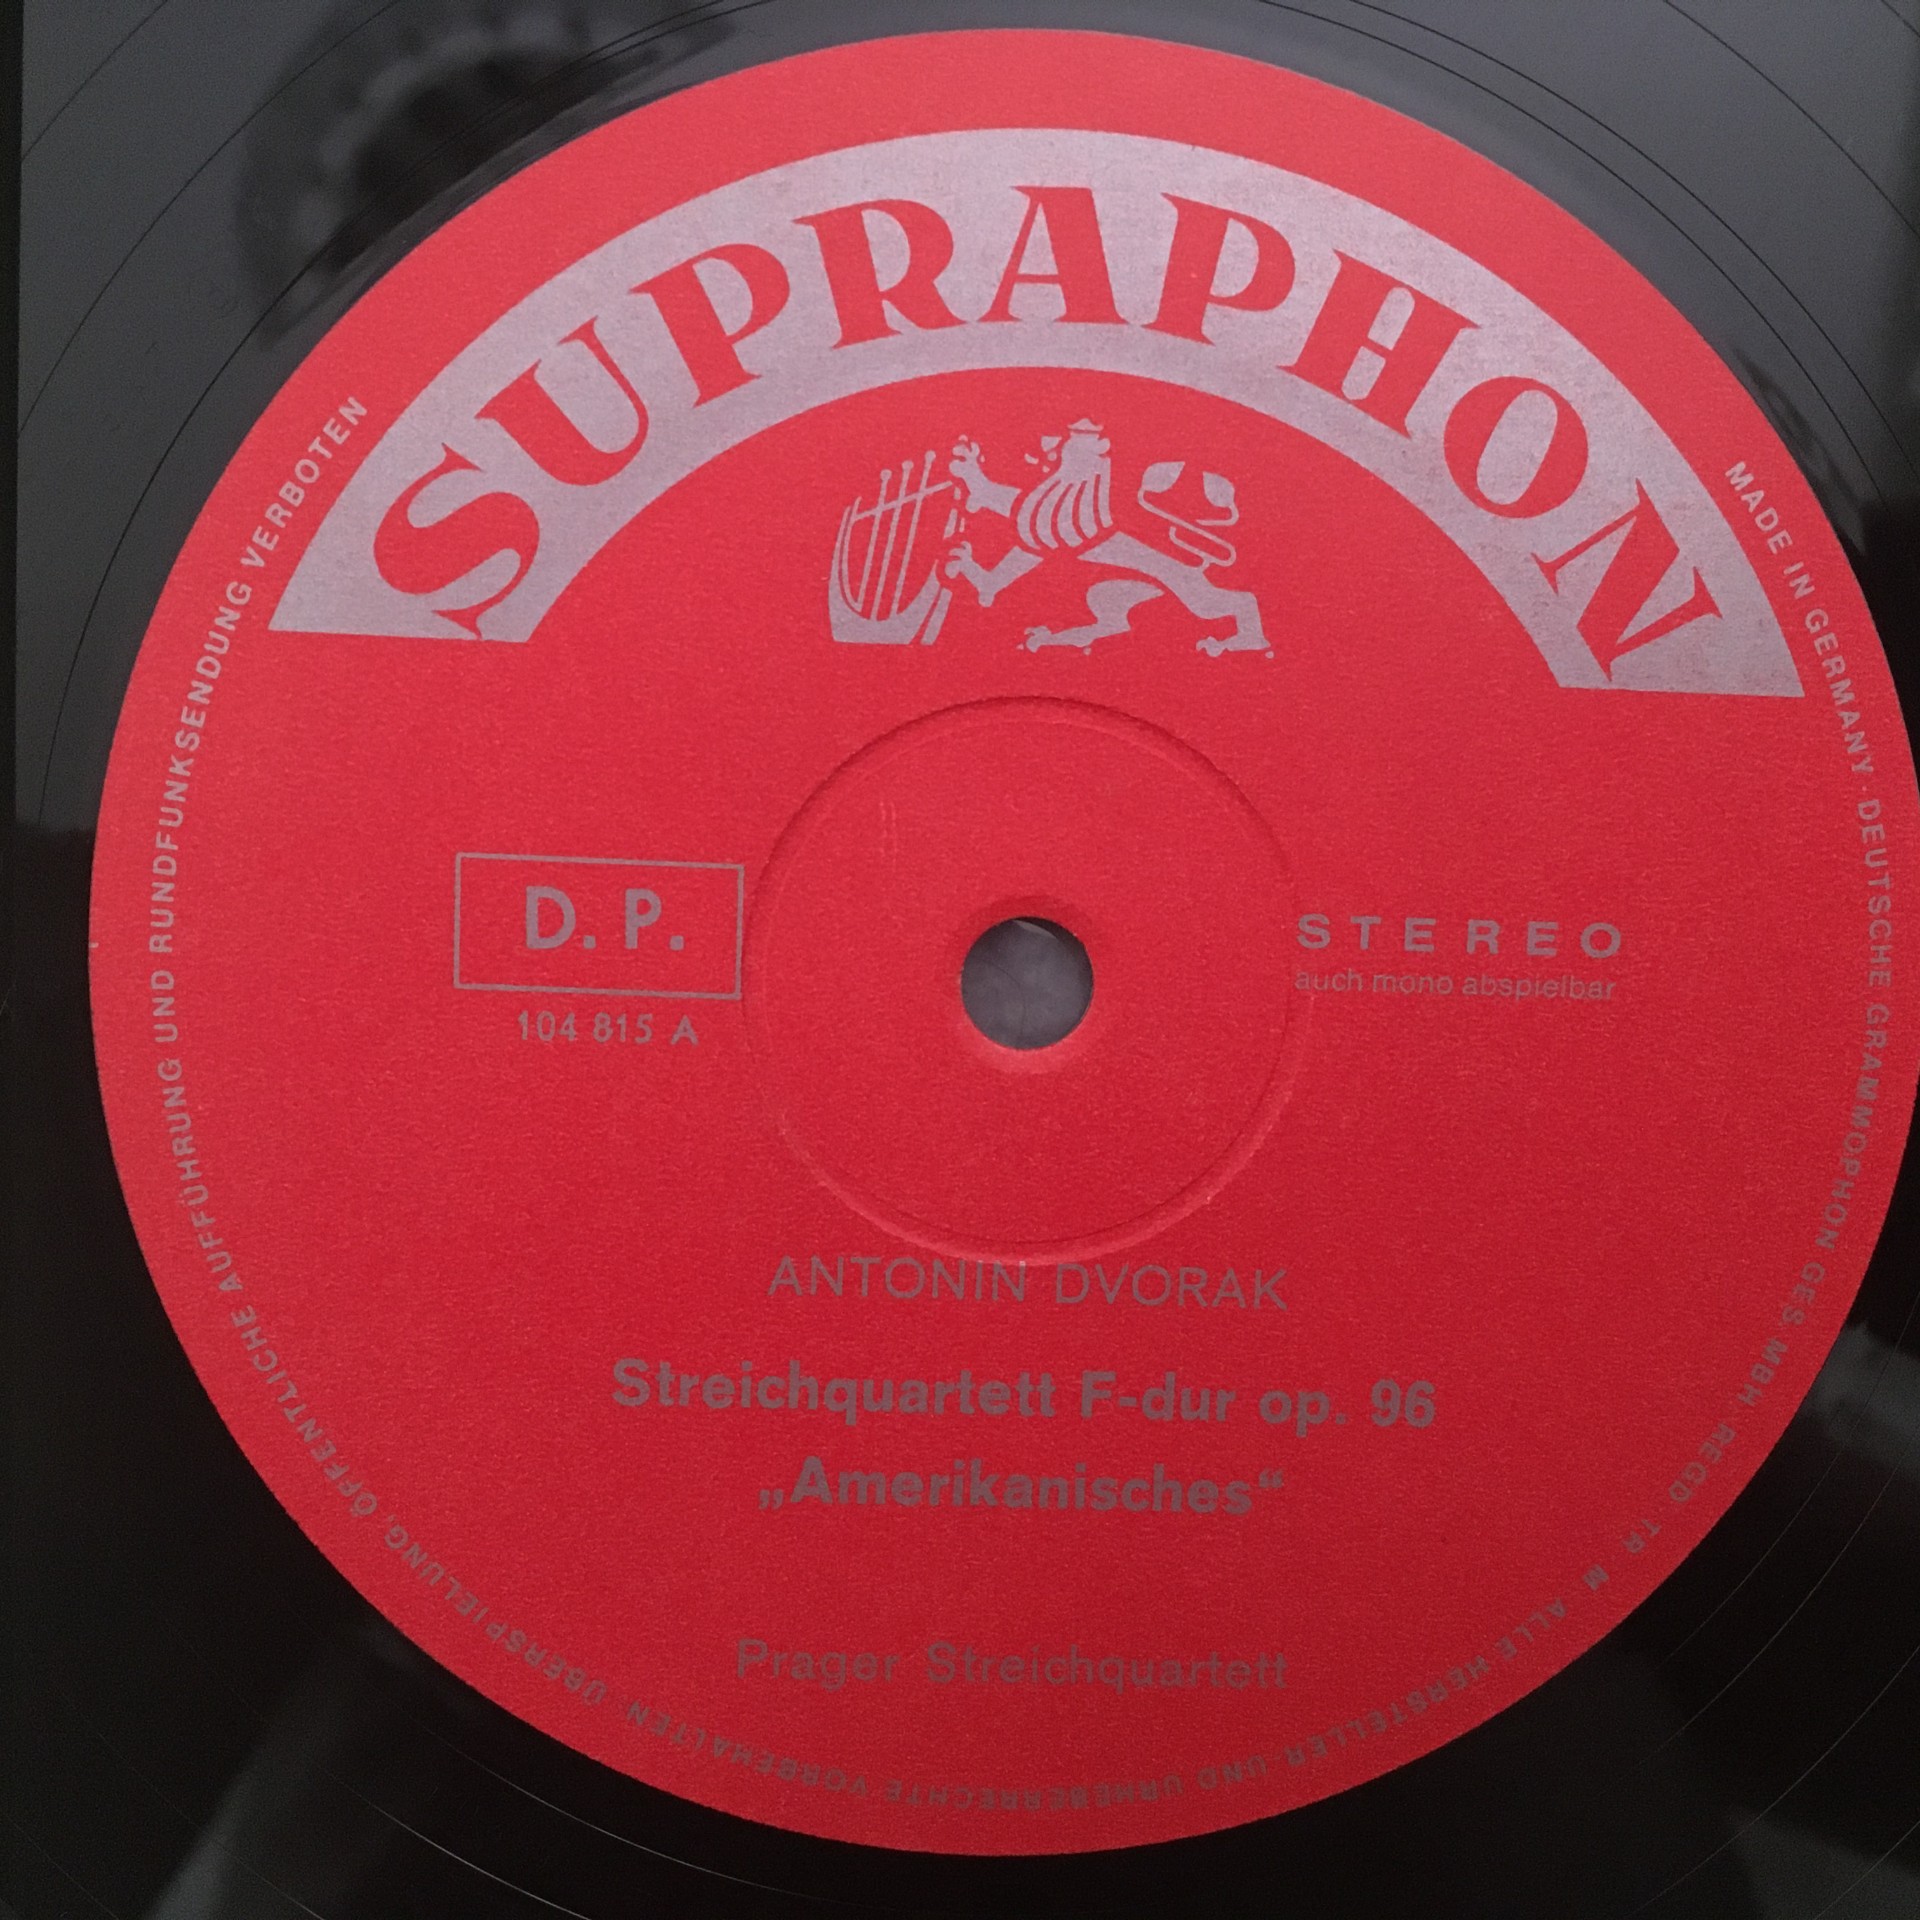 SUPRAPHON
D. P.
104 815 A
STEREO
auch mono abspielbar
ANTONIN DVORAK
Streichquartett F-dur op. 96
„Amerikanisches“
Prager Streichquartett
MADE IN GERMANY · DEUTSCHE GRAMMOPHON GES. MBH. REGD. TR. M. ALLE HERSTELLER UND URHEBERRECHTE VORBEHALTEN. ÜBERSPIELUNG, ÖFFENTLICHE AUFFÜHRUNG UND RUNDFUNKSENDUNG VERBOTEN